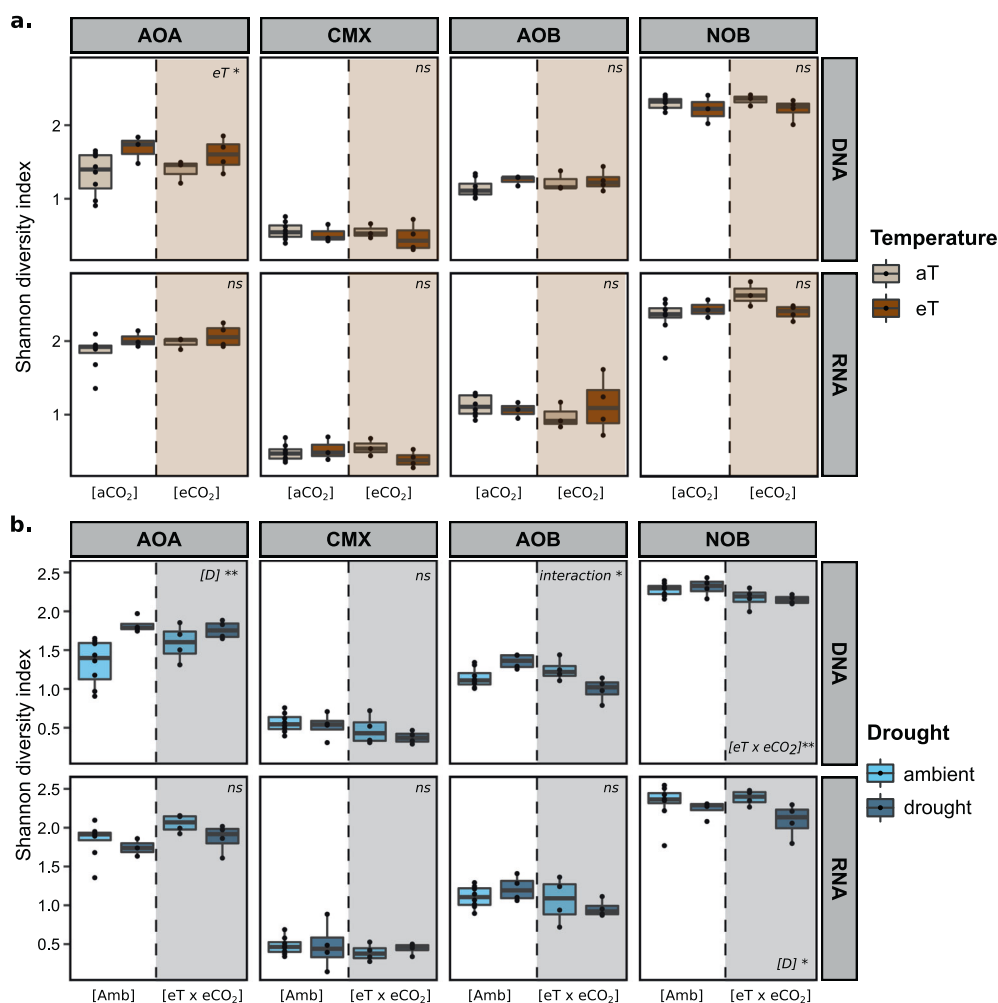 a.
AOA CMX AOB NOB
eT * ns ns ns
2
1
DNA
ns ns ns ns
2
1
RNA
Shannon diversity index
[aCO₂] [eCO₂] [aCO₂] [eCO₂] [aCO₂] [eCO₂] [aCO₂] [eCO₂]
Temperature
aT
eT
b.
AOA CMX AOB NOB
[D] ** ns interaction *
2.5
2.0
1.5
1.0
0.5
[eT x eCO₂]**
DNA
ns ns ns
2.5
2.0
1.5
1.0
0.5
[D] *
RNA
Shannon diversity index
[Amb] [eT x eCO₂] [Amb] [eT x eCO₂] [Amb] [eT x eCO₂] [Amb] [eT x eCO₂]
Drought
ambient
drought